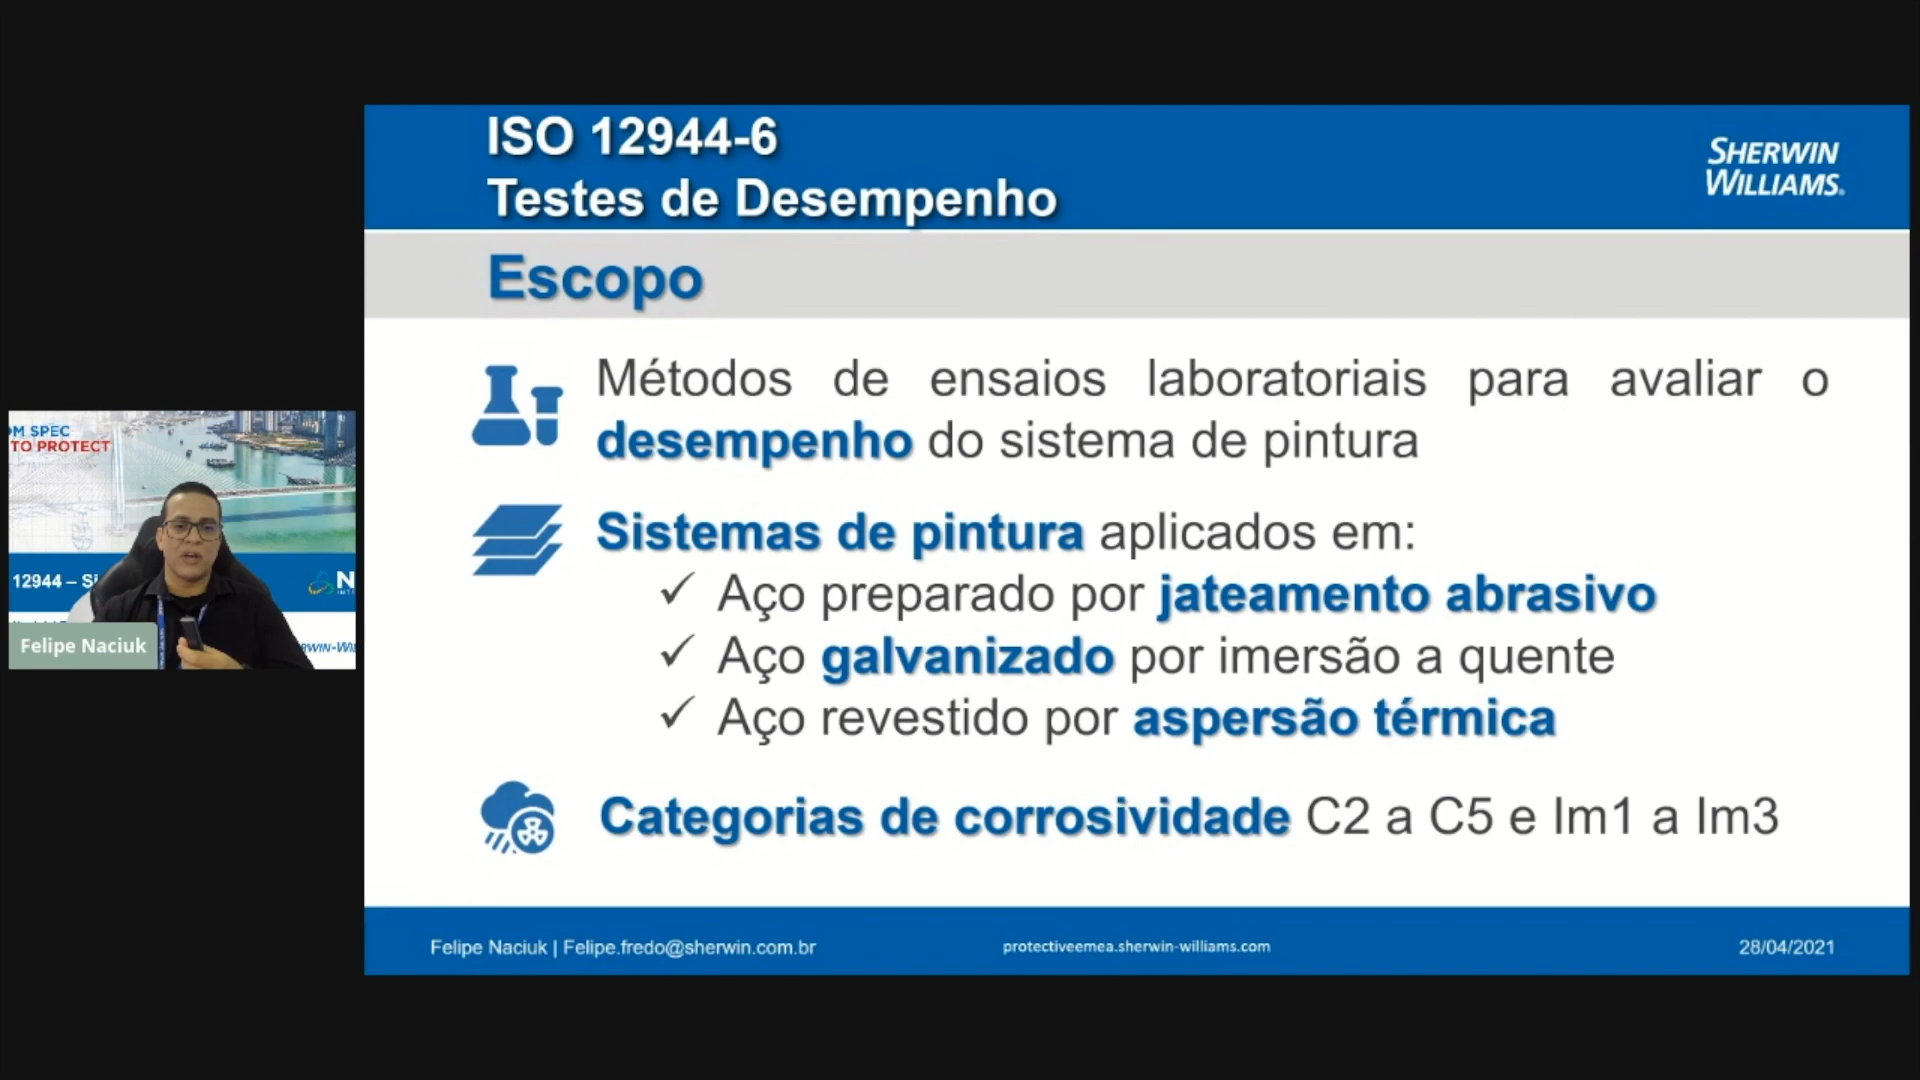 ISO 12944-6
Testes de Desempenho
SHERWIN
WILLIAMS.
Escopo
Métodos de ensaios laboratoriais para avaliar o
desempenho do sistema de pintura
Sistemas de pintura aplicados em:
✓ Aço preparado por jateamento abrasivo
✓ Aço galvanizado por imersão a quente
✓ Aço revestido por aspersão térmica
Categorias de corrosividade C2 a C5 e Im1 a Im3
Felipe Naciuk | Felipe.fredo@sherwin.com.br
protectiveemea.sherwin-williams.com
28/04/2021
M SPEC
TO PROTECT
12944 – Si
N
Felipe Naciuk
RWIN-WI